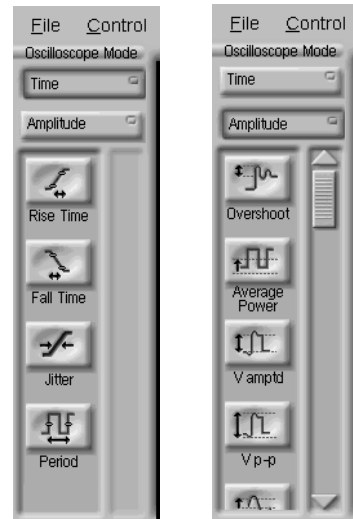 File Control
Oscilloscope Mode
Time
Amplitude
Rise Time
Fall Time
Jitter
Period
File Control
Oscilloscope Mode
Time
Amplitude
Overshoot
Average
Power
V amptd
V p-p